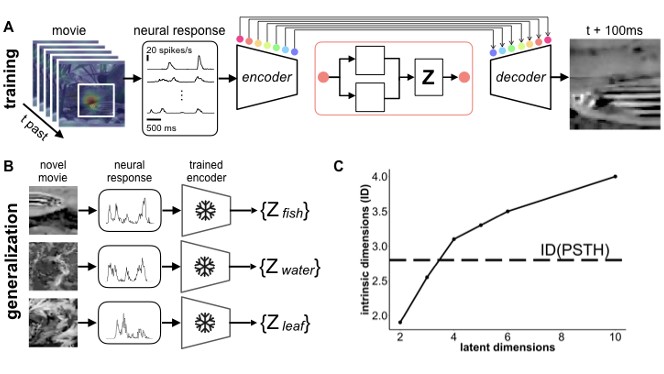 A
training
movie
t past
neural response
20 spikes/s
500 ms
encoder
Z
decoder
t + 100ms
B
generalization
novel
movie
neural
response
trained
encoder
{Z fish}
{Z water}
{Z leaf}
C
intrinsic dimensions (ID)
4.0
3.5
3.0
2.5
2.0
ID(PSTH)
2 4 6 8 10
latent dimensions